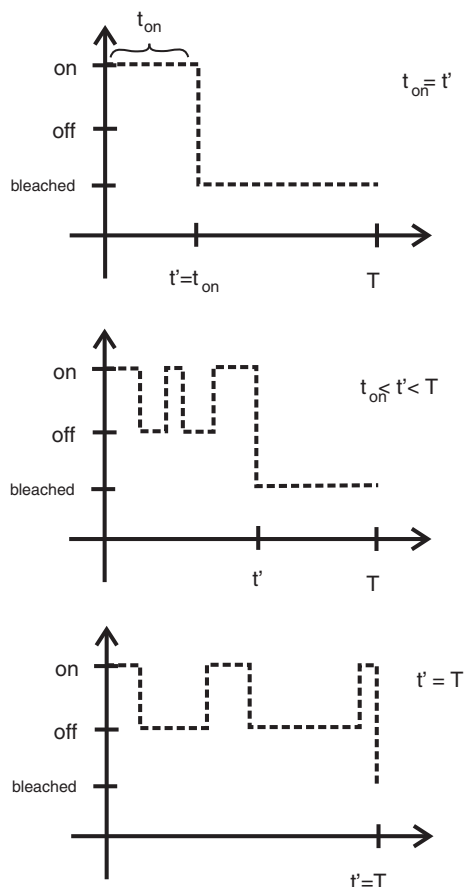 t_on
on
t_on = t'
off
bleached
t'=t_on
T
on
t_on < t' < T
off
bleached
t'
T
on
t' = T
off
bleached
t'=T